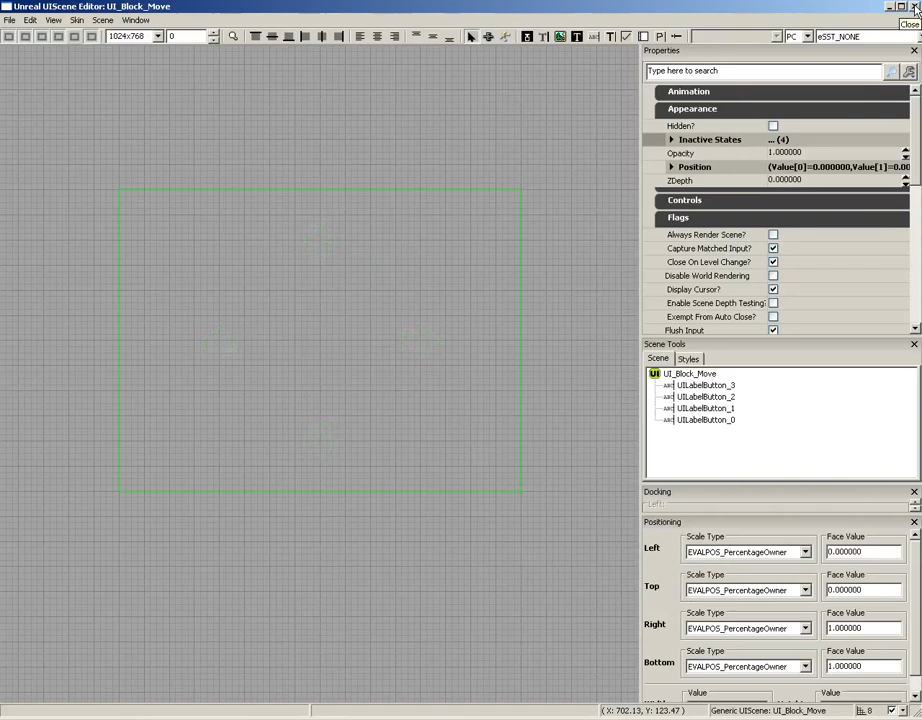 Unreal UIScene Editor: UI_Block_Move
Close
File Edit View Skin Scene Window
1024x768 0 PC eSST_NONE
Properties
Type here to search
Animation
Appearance
Hidden?
Inactive States ... (4)
Opacity 1.000000
Position (Value[0]=0.000000,Value[1]=0.00
ZDepth 0.000000
Controls
Flags
Always Render Scene?
Capture Matched Input?
Close On Level Change?
Disable World Rendering
Display Cursor?
Enable Scene Depth Testing?
Exempt From Auto Close?
Flush Input
Scene Tools
Scene Styles
UI_Block_Move
UILabelButton_3
UILabelButton_2
UILabelButton_1
UILabelButton_0
Docking
Left:
Positioning
Scale Type Face Value
Left EVALPOS_PercentageOwner 0.000000
Scale Type Face Value
Top EVALPOS_PercentageOwner 0.000000
Scale Type Face Value
Right EVALPOS_PercentageOwner 1.000000
Scale Type Face Value
Bottom EVALPOS_PercentageOwner 1.000000
Value Value
( X: 702.13, Y: 123.47 ) Generic UIScene: UI_Block_Move 8